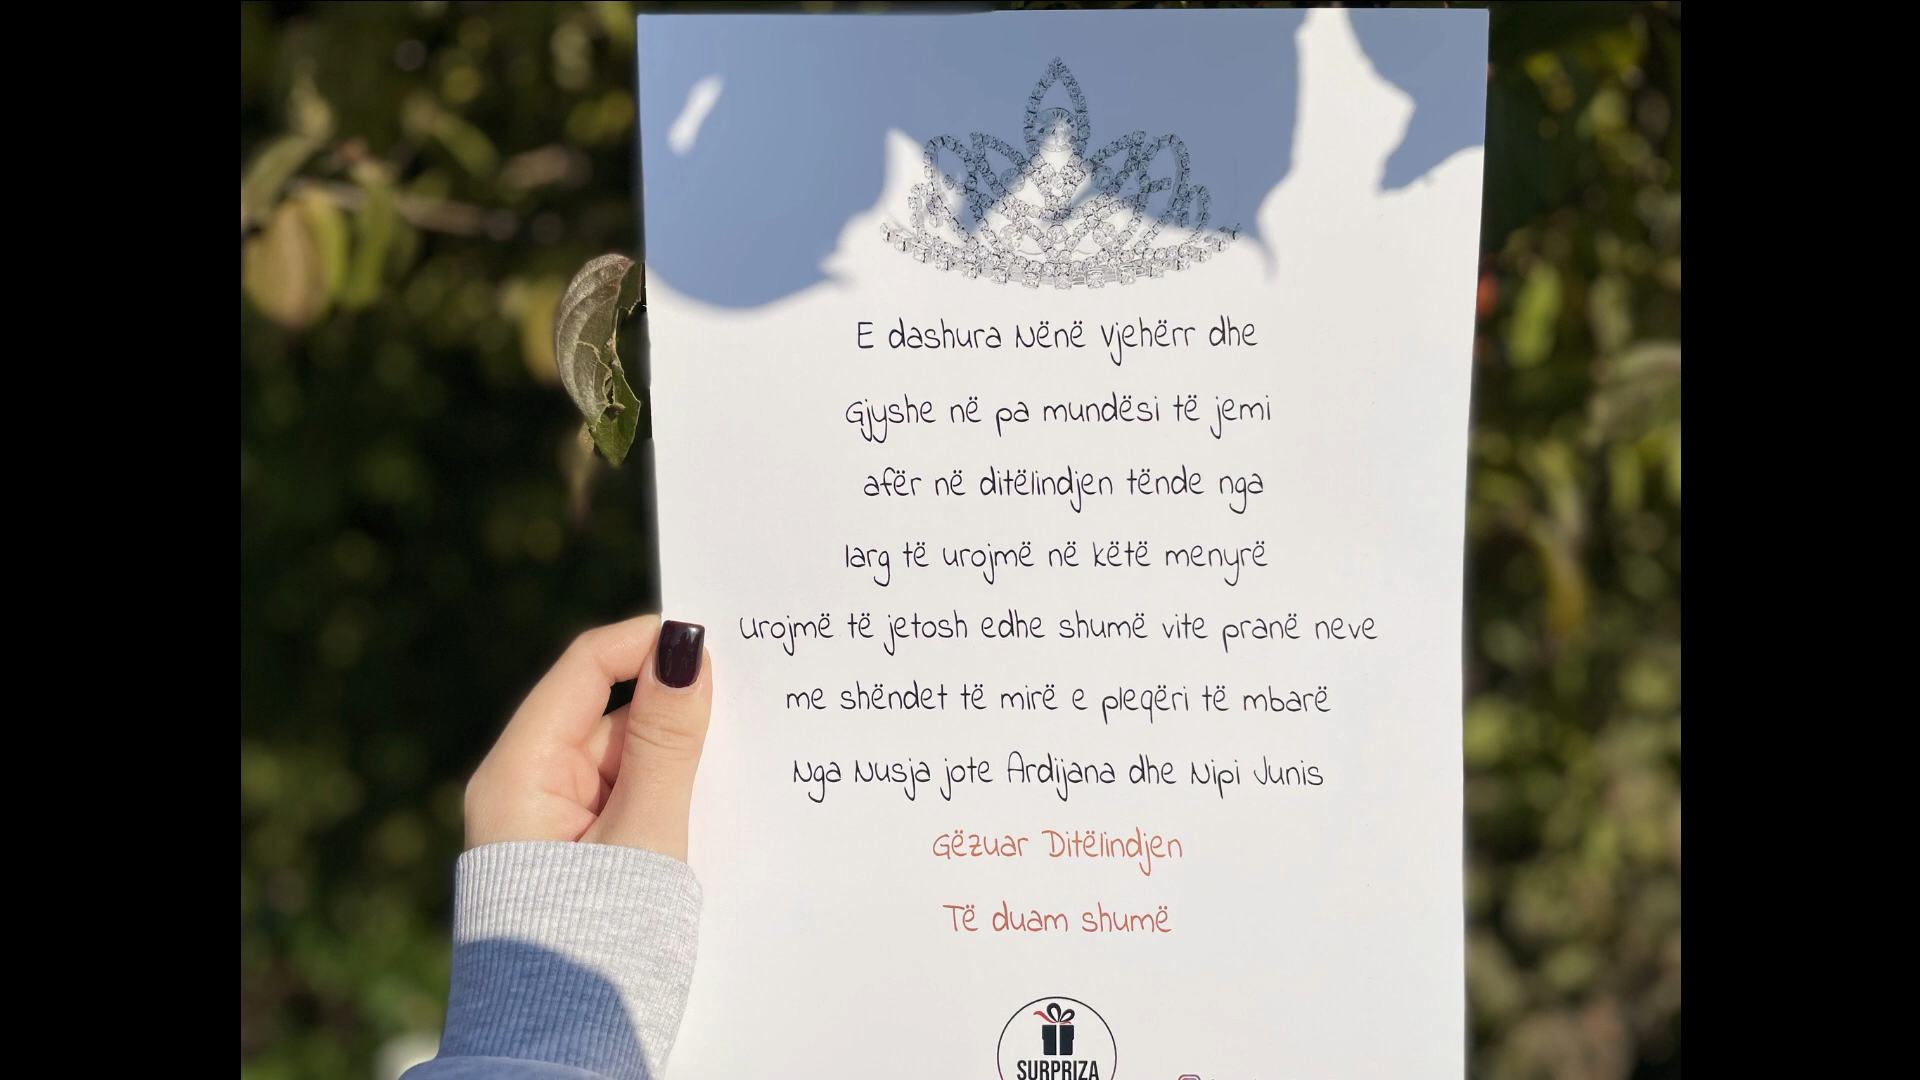 E dashura Nënë Vjehërr dhe
Gjyshe në pa mundësi të jemi
afër në ditëlindjen tënde nga
larg të urojmë në këtë menyrë
urojmë të jetosh edhe shumë vite pranë neve
me shëndet të mirë e pleqëri të mbarë
Nga Nusja jote Ardijana dhe Nipi Junis
Gëzuar Ditëlindjen
Të duam shumë
SURPRIZA